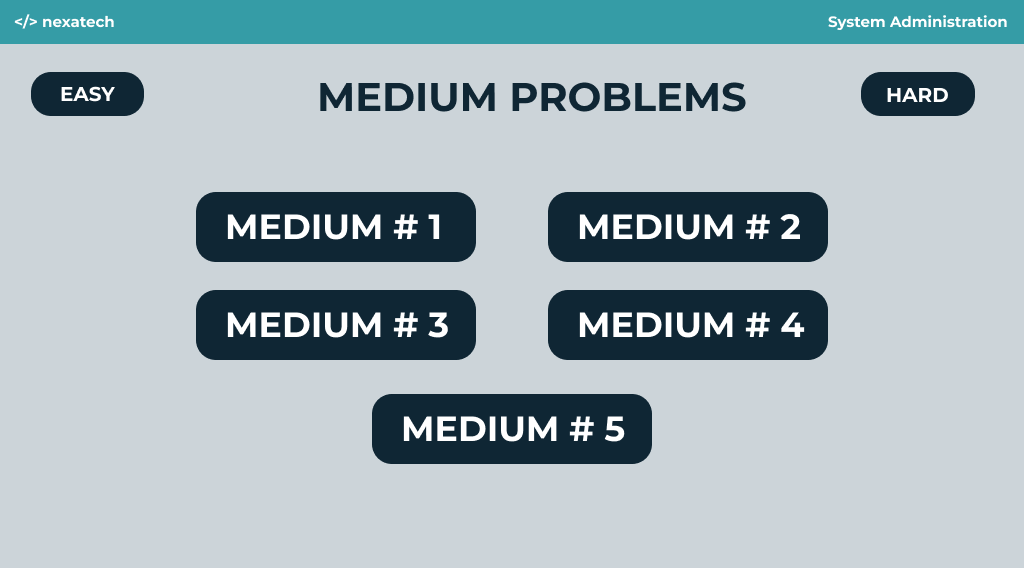 </> nexatech
System Administration
EASY
MEDIUM PROBLEMS
HARD
MEDIUM # 1
MEDIUM # 2
MEDIUM # 3
MEDIUM # 4
MEDIUM # 5